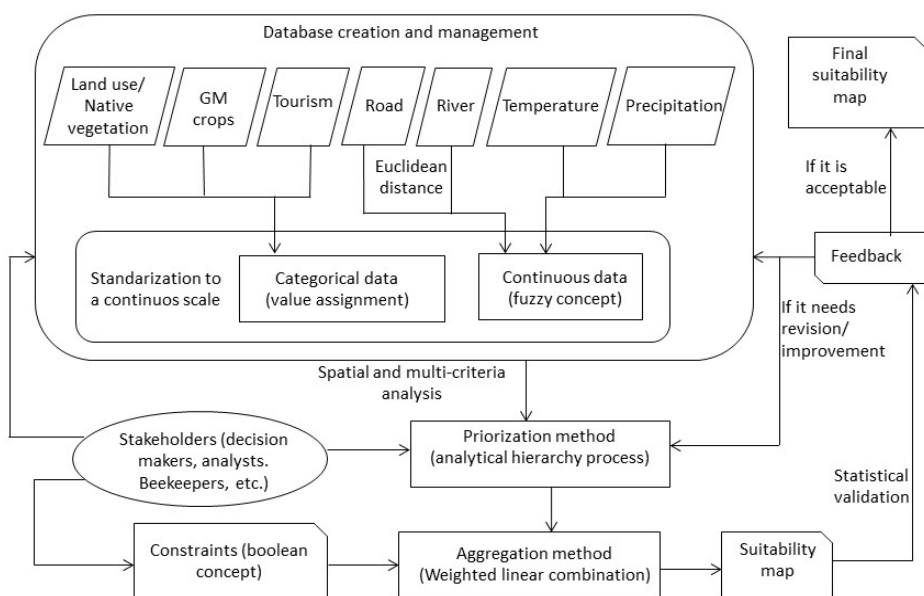 Database creation and management
Land use/
Native
vegetation
GM
crops
Tourism
Road
River
Temperature
Precipitation
Euclidean
distance
Standarization to
a continuos scale
Categorical data
(value assignment)
Continuous data
(fuzzy concept)
Final
suitability
map
If it is
acceptable
Feedback
If it needs
revision/
improvement
Spatial and multi-criteria
analysis
Stakeholders (decision
makers, analysts.
Beekeepers, etc.)
Priorization method
(analytical hierarchy process)
Statistical
validation
Constraints (boolean
concept)
Aggregation method
(Weighted linear combination)
Suitability
map